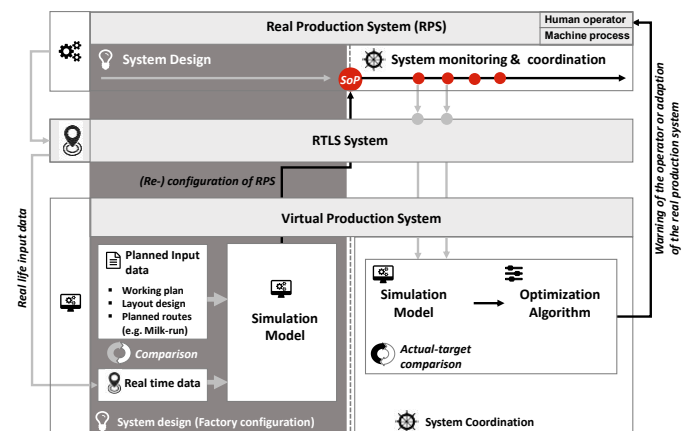 Real Production System (RPS)
Human operator
Machine process
System Design
System monitoring & coordination
SoP
RTLS System
(Re-) configuration of RPS
Virtual Production System
Real life input data
Warning of the operator or adaption
of the real production system
Planned Input
data
▪ Working plan
▪ Layout design
▪ Planned routes
(e.g. Milk-run)
Comparison
Real time data
Simulation
Model
Simulation
Model
Optimization
Algorithm
Actual-target
comparison
System design (Factory configuration)
System Coordination